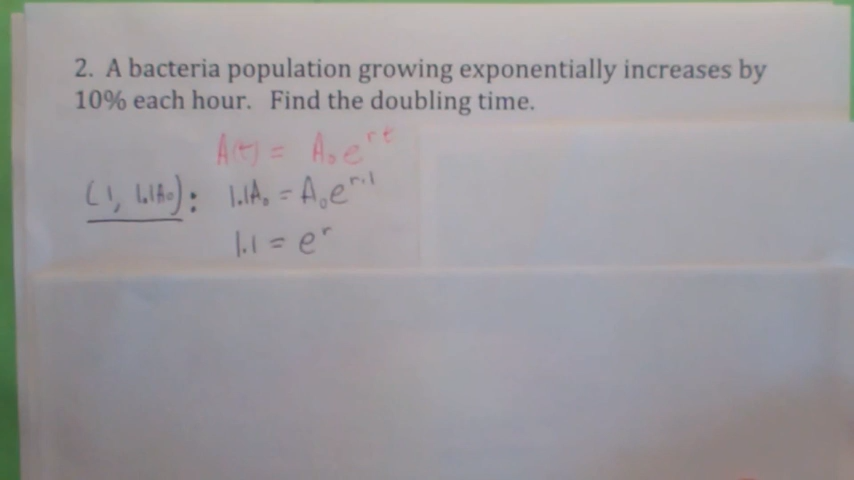 2. A bacteria population growing exponentially increases by
10% each hour. Find the doubling time.
A(t) = A₀e^{rt}
(1, 1.1A₀): 1.1A₀ = A₀e^{r·1}
1.1 = e^r